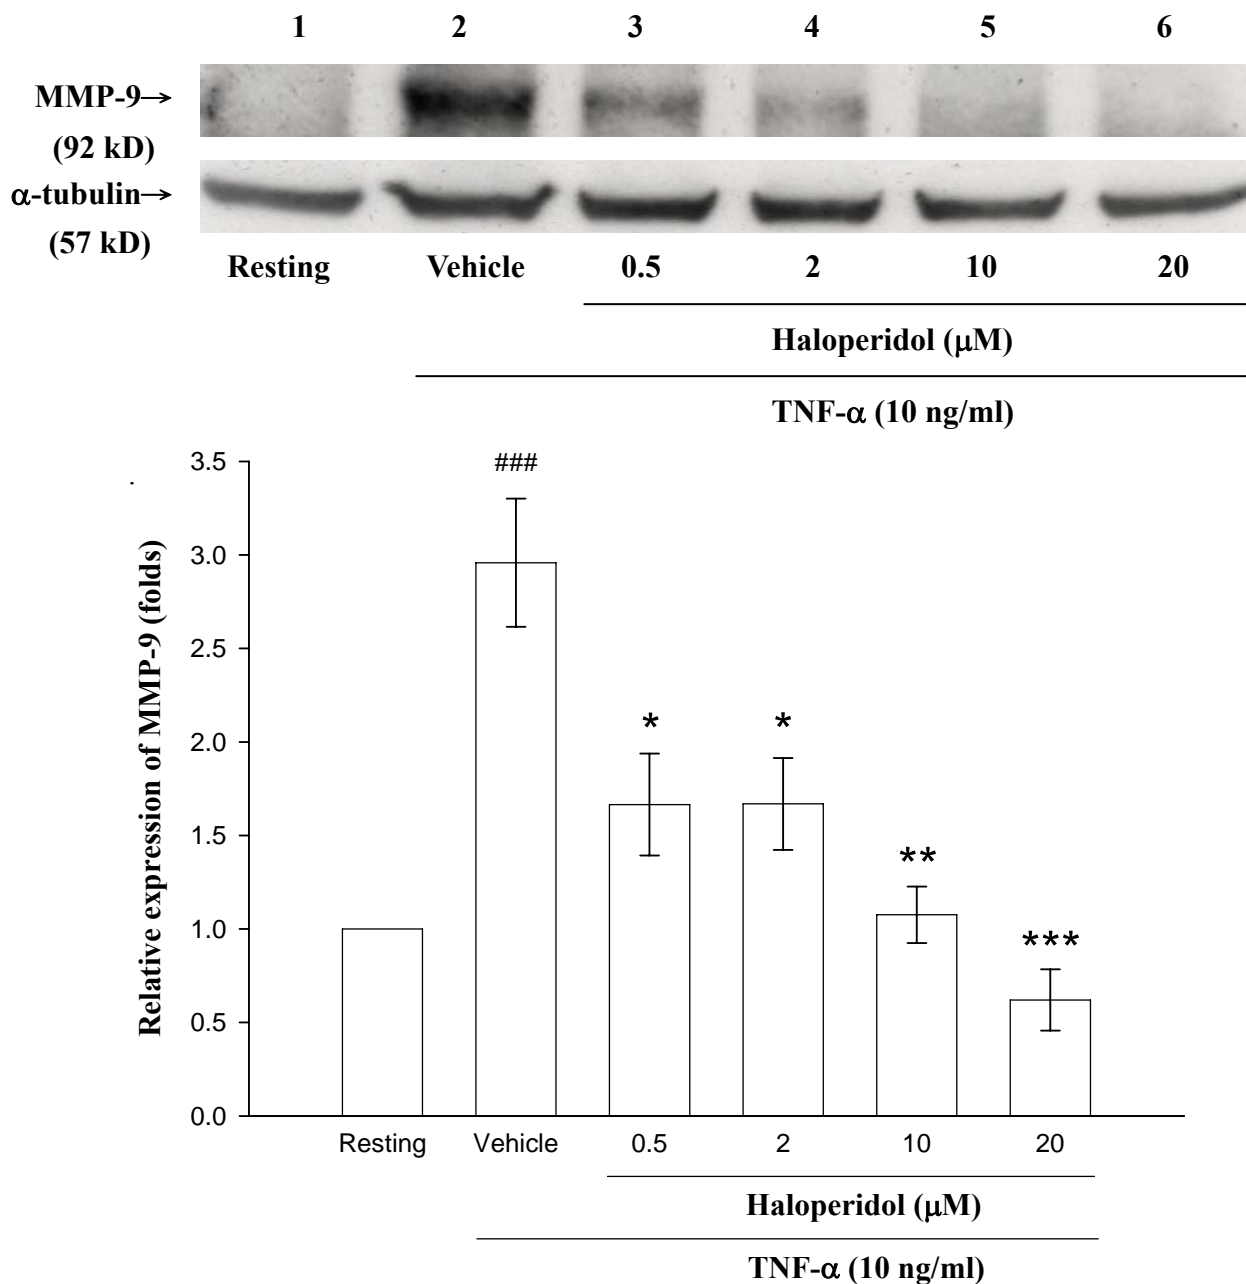 1 2 3 4 5 6
MMP-9→
(92 kD)
α-tubulin→
(57 kD)
Resting Vehicle 0.5 2 10 20
Haloperidol (μM)
TNF-α (10 ng/ml)
Relative expression of MMP-9 (folds)
3.5
3.0
2.5
2.0
1.5
1.0
0.5
0.0
###
*
*
**
***
Resting Vehicle 0.5 2 10 20
Haloperidol (μM)
TNF-α (10 ng/ml)